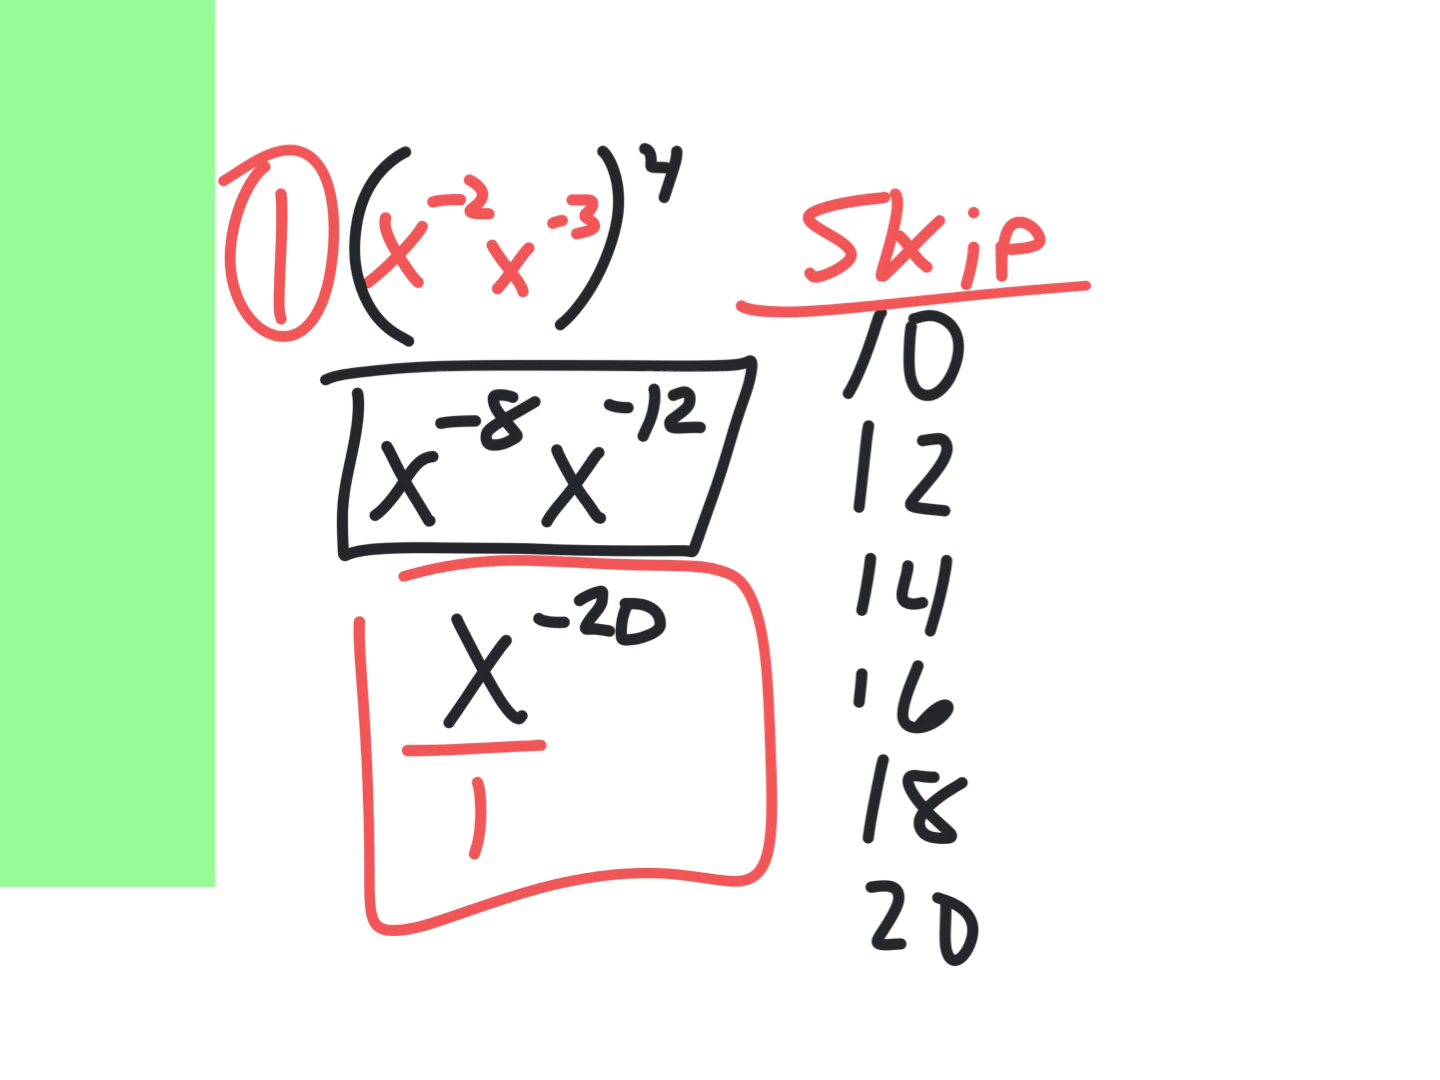 ① (x⁻² x⁻³)⁴
x⁻⁸ x⁻¹²
x⁻²⁰
1
Skip
10
12
14
16
18
20